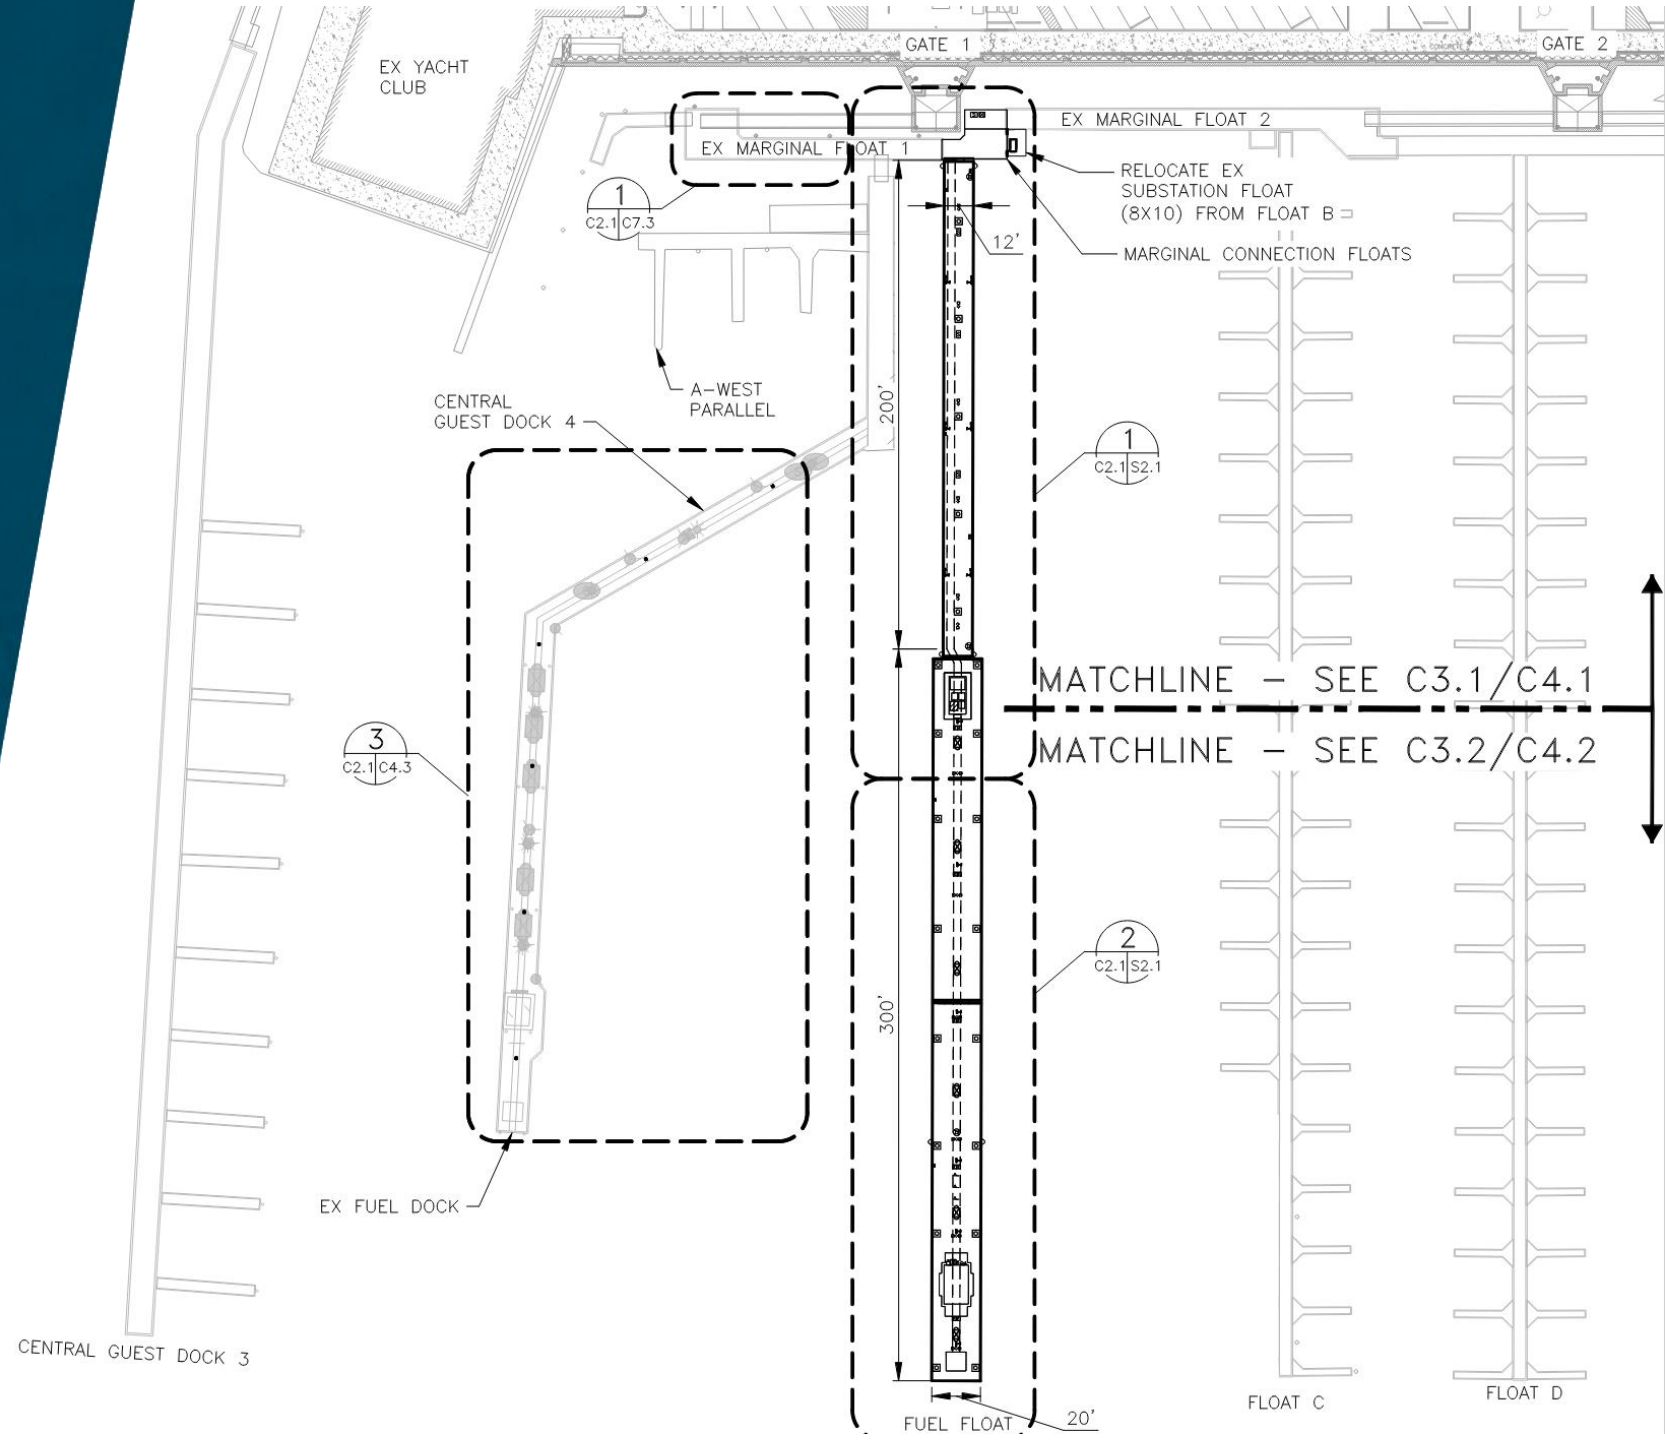 GATE 1
GATE 2
EX YACHT
CLUB
EX MARGINAL FLOAT 2
EX MARGINAL FLOAT 1
RELOCATE EX
SUBSTATION FLOAT
(8X10) FROM FLOAT B
1
C2.1 C7.3
12'
MARGINAL CONNECTION FLOATS
A-WEST
PARALLEL
CENTRAL
GUEST DOCK 4
200'
1
C2.1 S2.1
MATCHLINE - SEE C3.1/C4.1
MATCHLINE - SEE C3.2/C4.2
3
C2.1 C4.3
2
C2.1 S2.1
300'
EX FUEL DOCK
CENTRAL GUEST DOCK 3
FLOAT C
FLOAT D
FUEL FLOAT
20'